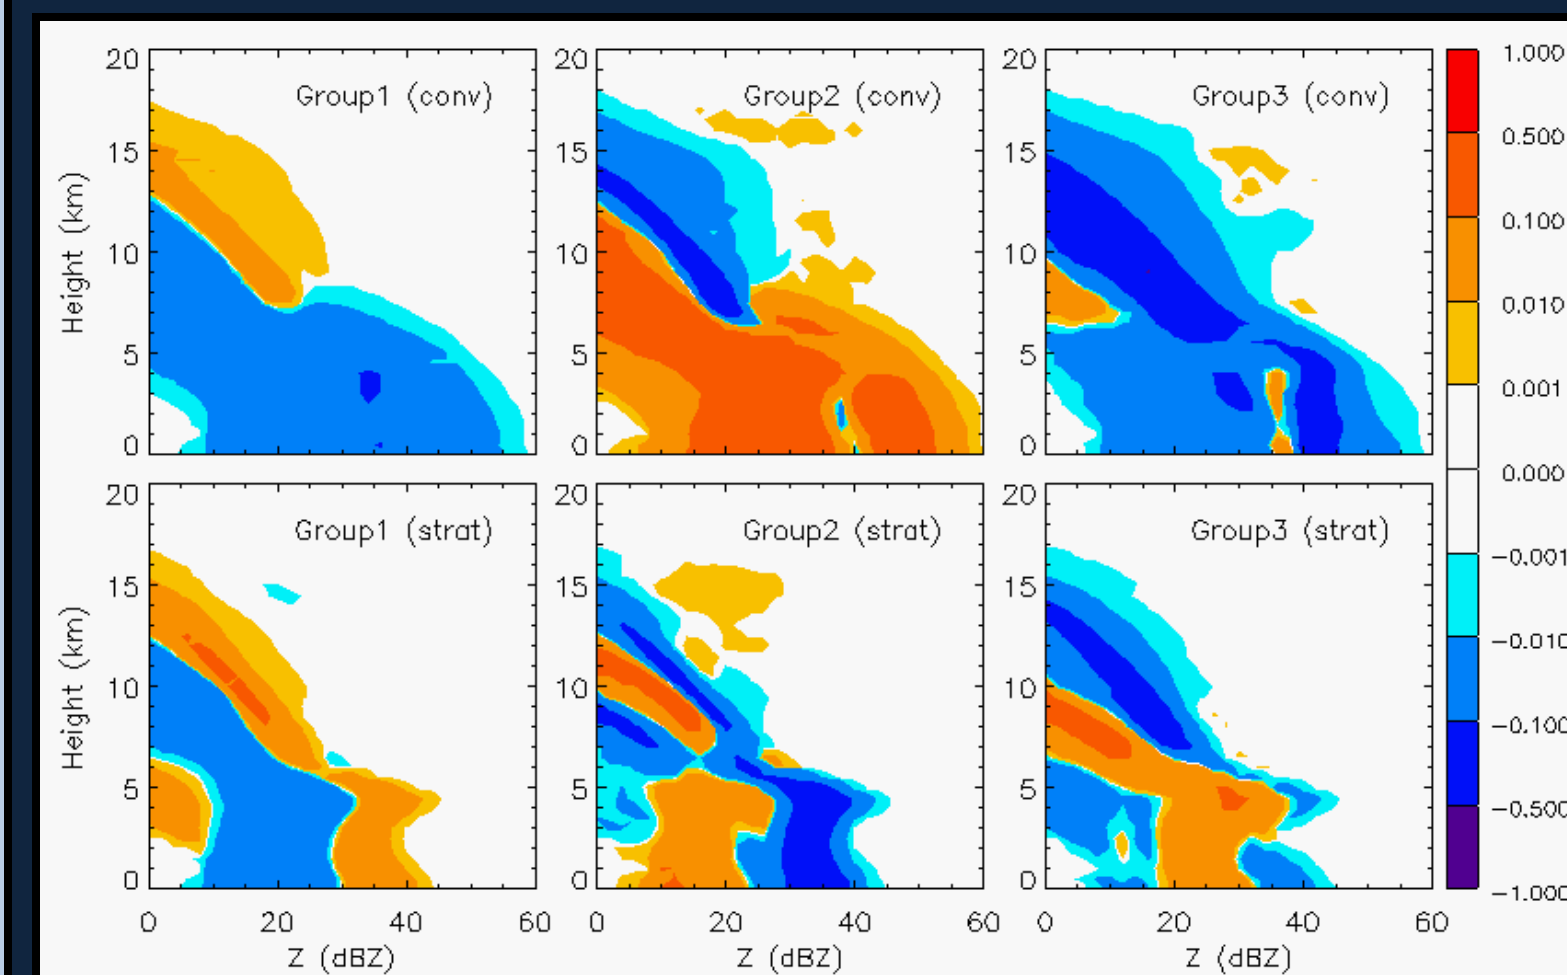 20
15
10
5
0
Height (km)
Group1 (conv)
20
15
10
5
0
Group2 (conv)
20
15
10
5
0
Group3 (conv)
20
15
10
5
0
Height (km)
Group1 (strat)
0 20 40 60
Z (dBZ)
20
15
10
5
0
Group2 (strat)
0 20 40 60
Z (dBZ)
20
15
10
5
0
Group3 (strat)
0 20 40 60
Z (dBZ)
1.000
0.500
0.100
0.010
0.001
0.000
-0.001
-0.010
-0.100
-0.500
-1.000